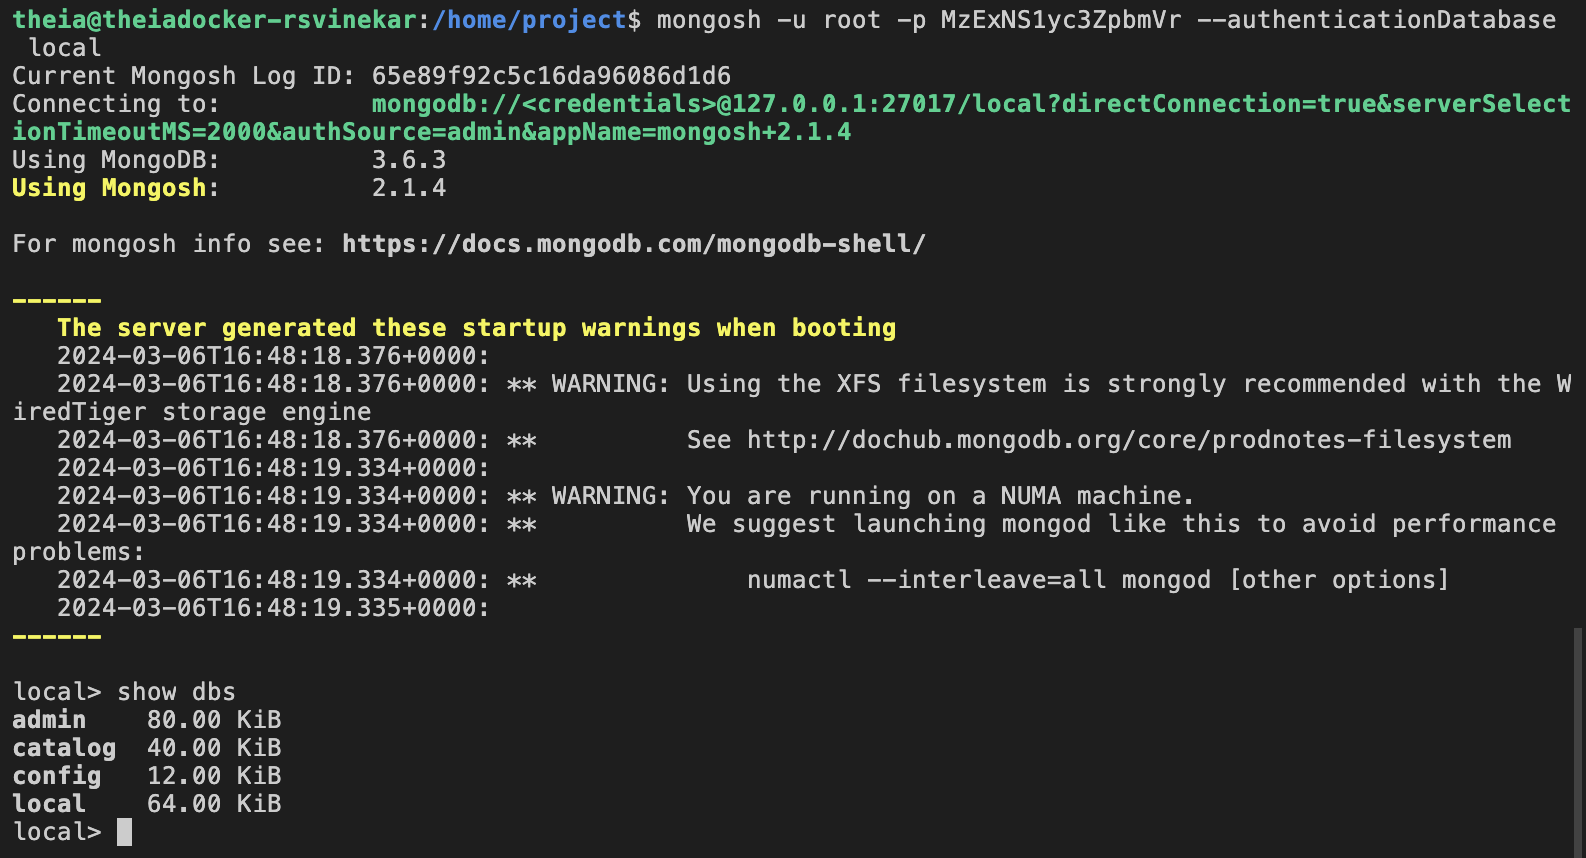 theia@theiadocker-rsvinekar:/home/project$ mongosh -u root -p MzExNS1yc3ZpbmVr --authenticationDatabase
 local
Current Mongosh Log ID: 65e89f92c5c16da96086d1d6
Connecting to:          mongodb://<credentials>@127.0.0.1:27017/local?directConnection=true&serverSelect
ionTimeoutMS=2000&authSource=admin&appName=mongosh+2.1.4
Using MongoDB:          3.6.3
Using Mongosh:          2.1.4
For mongosh info see: https://docs.mongodb.com/mongodb-shell/
------
   The server generated these startup warnings when booting
   2024-03-06T16:48:18.376+0000:
   2024-03-06T16:48:18.376+0000: ** WARNING: Using the XFS filesystem is strongly recommended with the W
iredTiger storage engine
   2024-03-06T16:48:18.376+0000: **          See http://dochub.mongodb.org/core/prodnotes-filesystem
   2024-03-06T16:48:19.334+0000:
   2024-03-06T16:48:19.334+0000: ** WARNING: You are running on a NUMA machine.
   2024-03-06T16:48:19.334+0000: **          We suggest launching mongod like this to avoid performance
problems:
   2024-03-06T16:48:19.334+0000: **              numactl --interleave=all mongod [other options]
   2024-03-06T16:48:19.335+0000:
------
local> show dbs
admin    80.00 KiB
catalog  40.00 KiB
config   12.00 KiB
local    64.00 KiB
local>